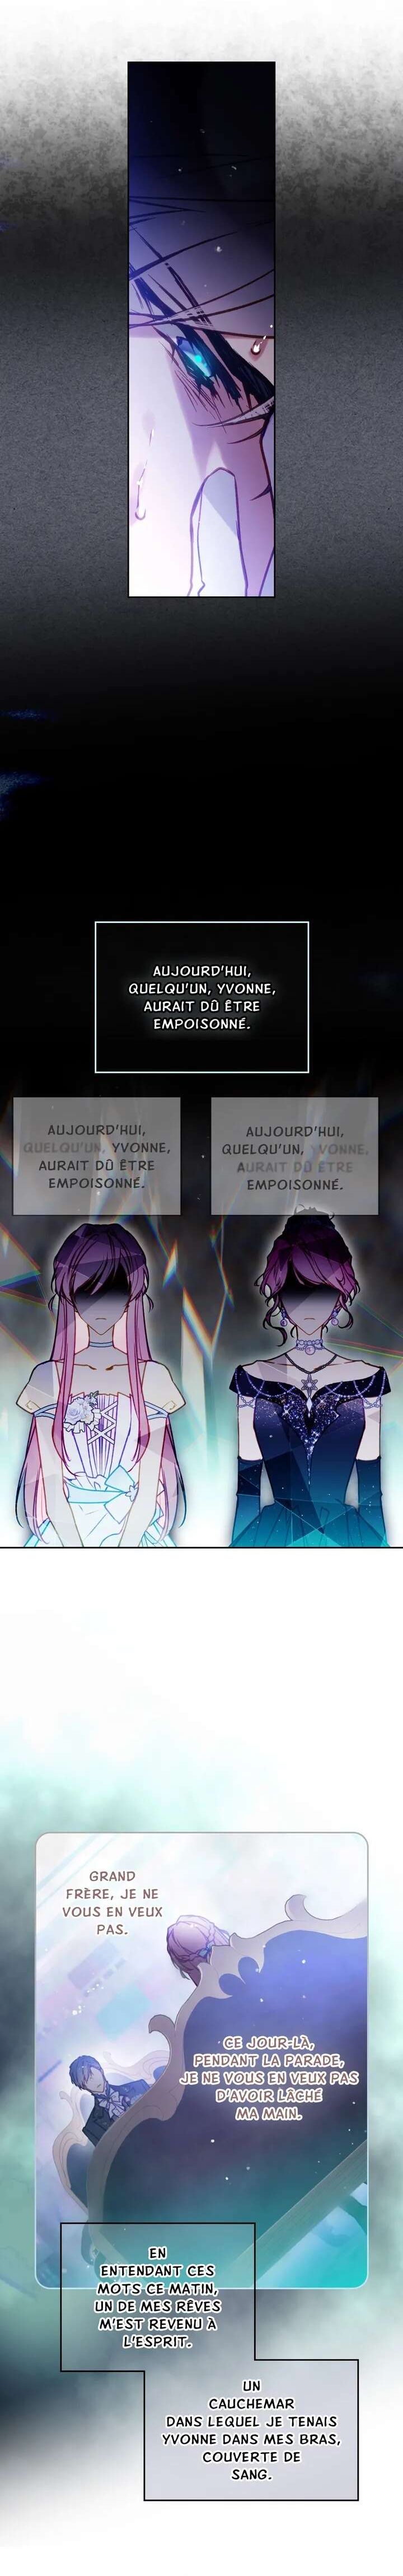 AUJOURD'HUI,
QUELQU'UN, YVONNE,
AURAIT DÛ ÊTRE
EMPOISONNÉ.
AUJOURD'HUI,
QUELQU'UN, YVONNE,
AURAIT DÛ ÊTRE
EMPOISONNÉ.
AUJOURD'HUI,
QUELQU'UN, YVONNE,
AURAIT DÛ ÊTRE
EMPOISONNÉ.
GRAND
FRÈRE, JE NE
VOUS EN VEUX
PAS.
CE JOUR-LÀ,
PENDANT LA PARADE,
JE NE VOUS EN VEUX PAS
D'AVOIR LÂCHÉ
MA MAIN.
EN
ENTENDANT CES
MOTS CE MATIN,
UN DE MES RÊVES
M'EST REVENU À
L'ESPRIT.
UN
CAUCHEMAR
DANS LEQUEL JE TENAIS
YVONNE DANS MES BRAS,
COUVERTE DE
SANG.